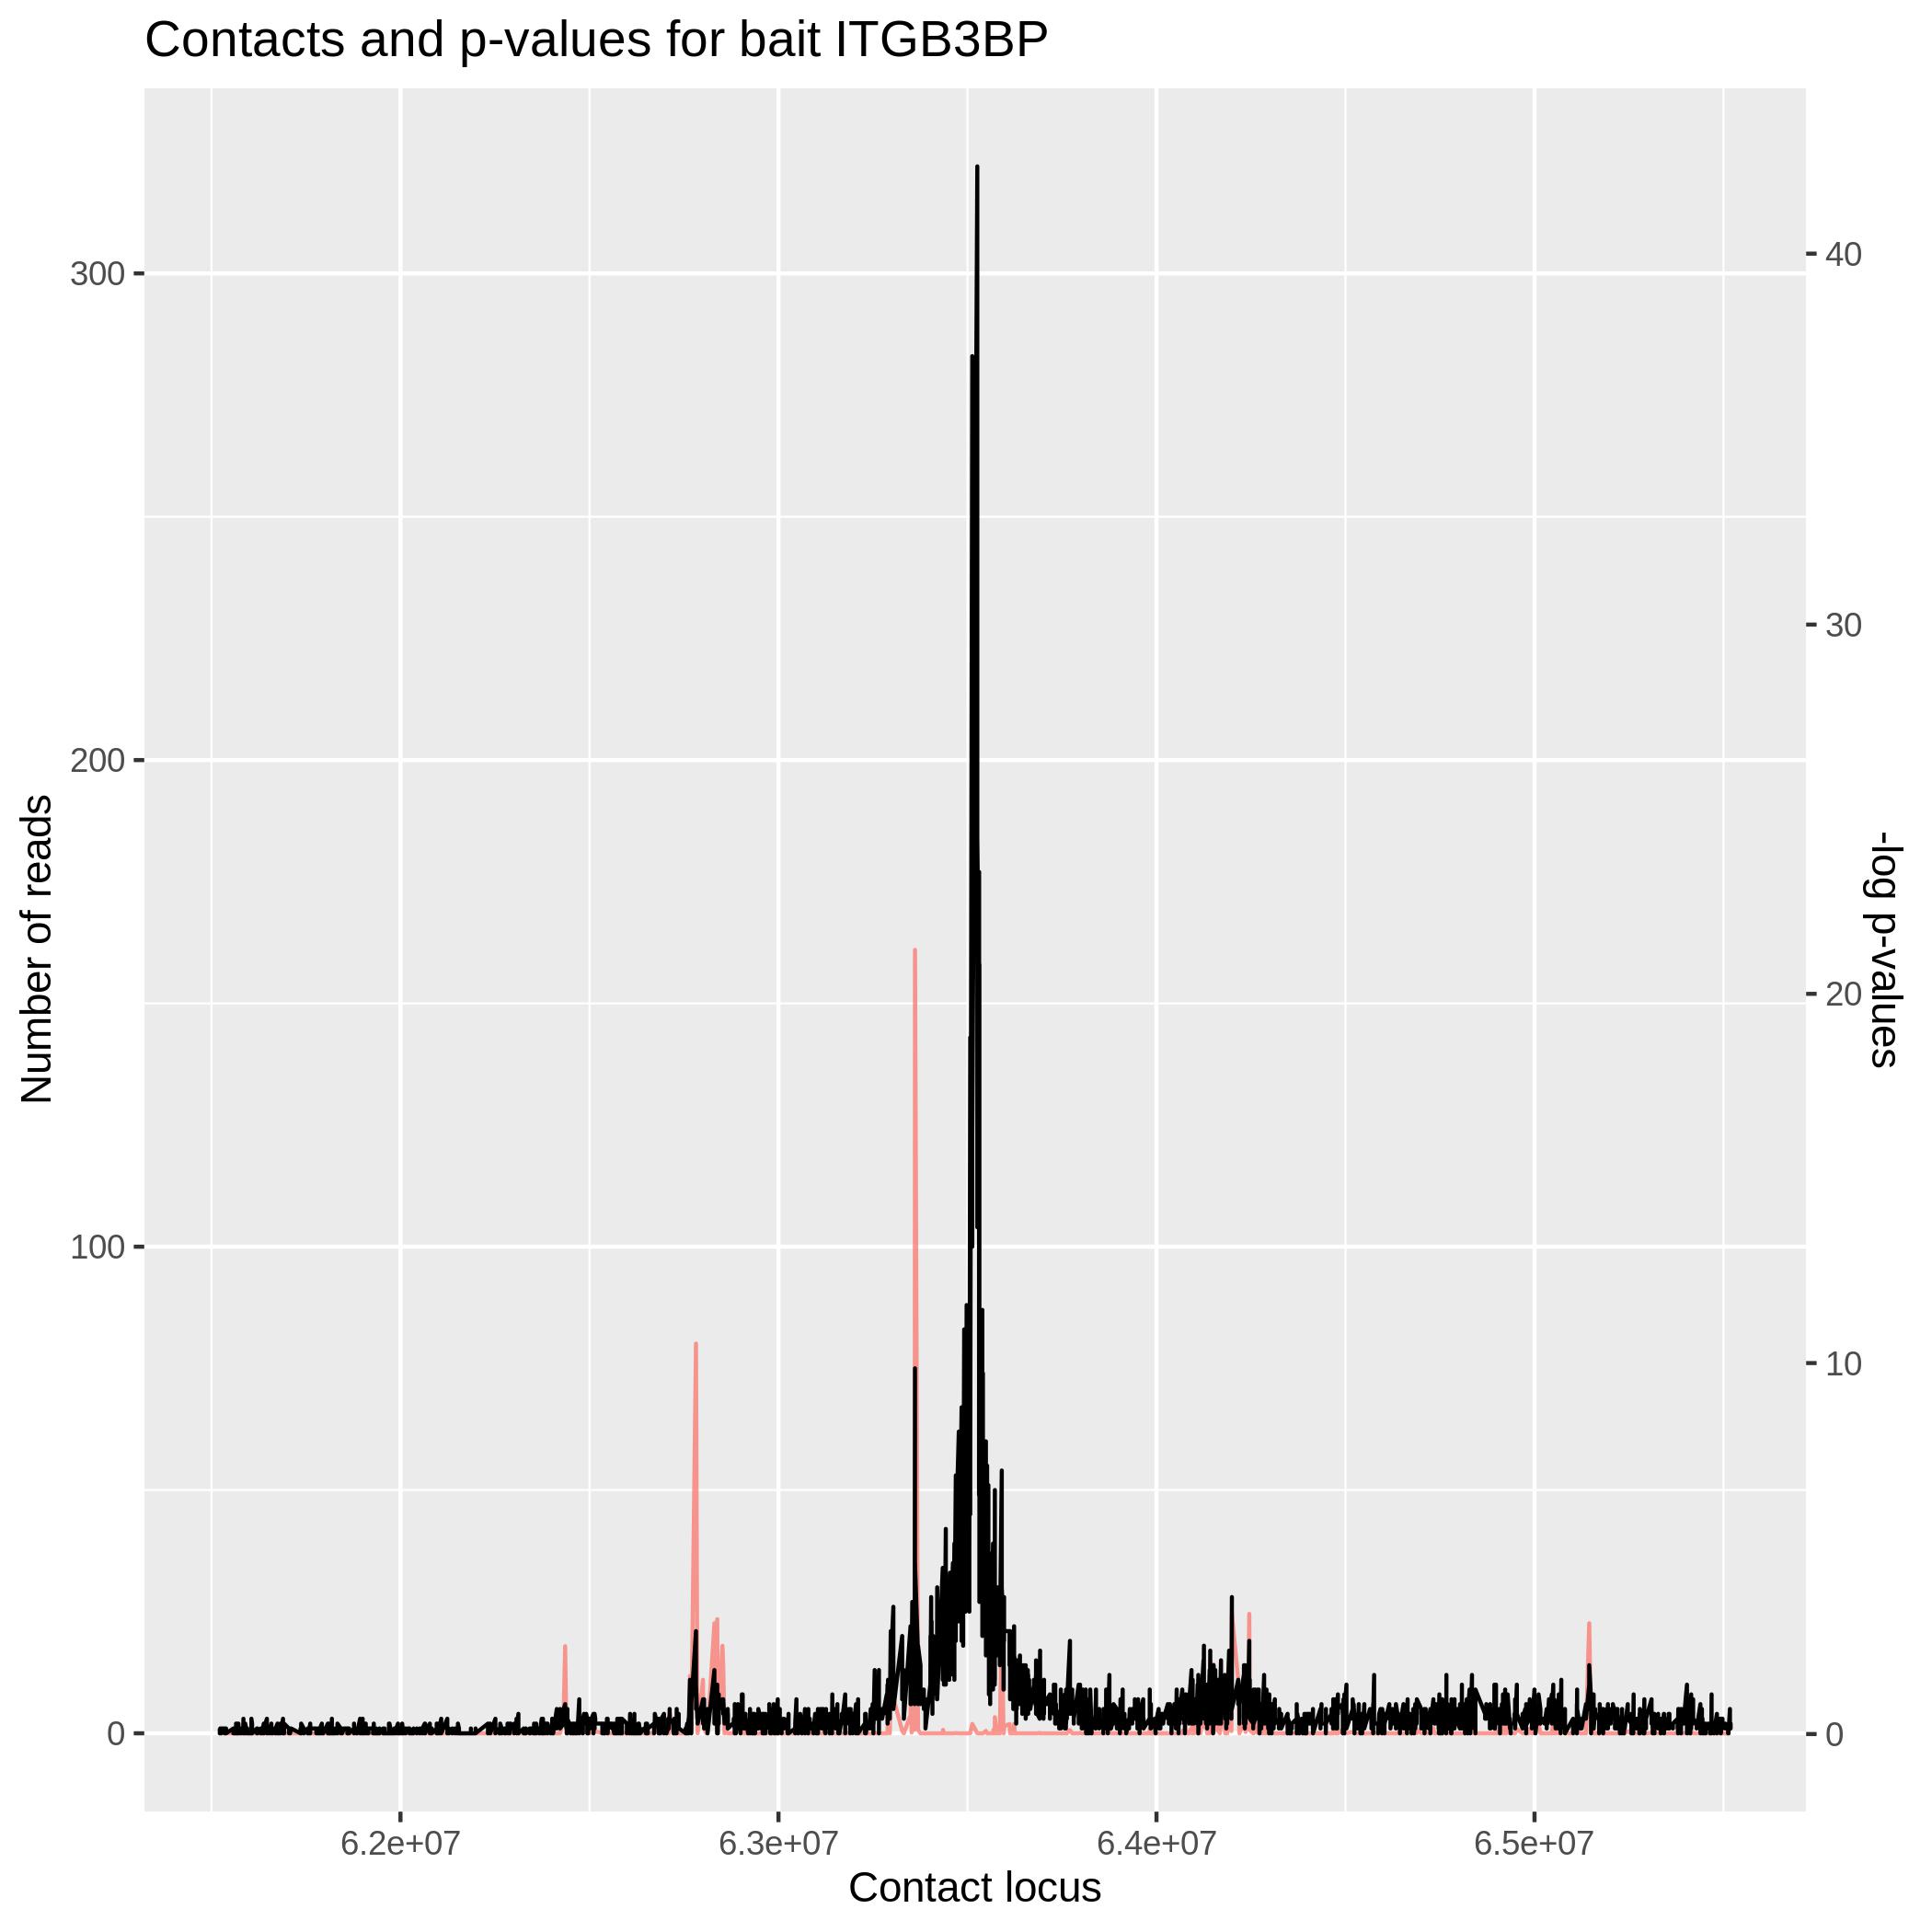 Contacts and p-values for bait ITGB3BP
300
200
100
0
Number of reads
40
30
20
10
0
-log p-values
6.2e+07
6.3e+07
6.4e+07
6.5e+07
Contact locus